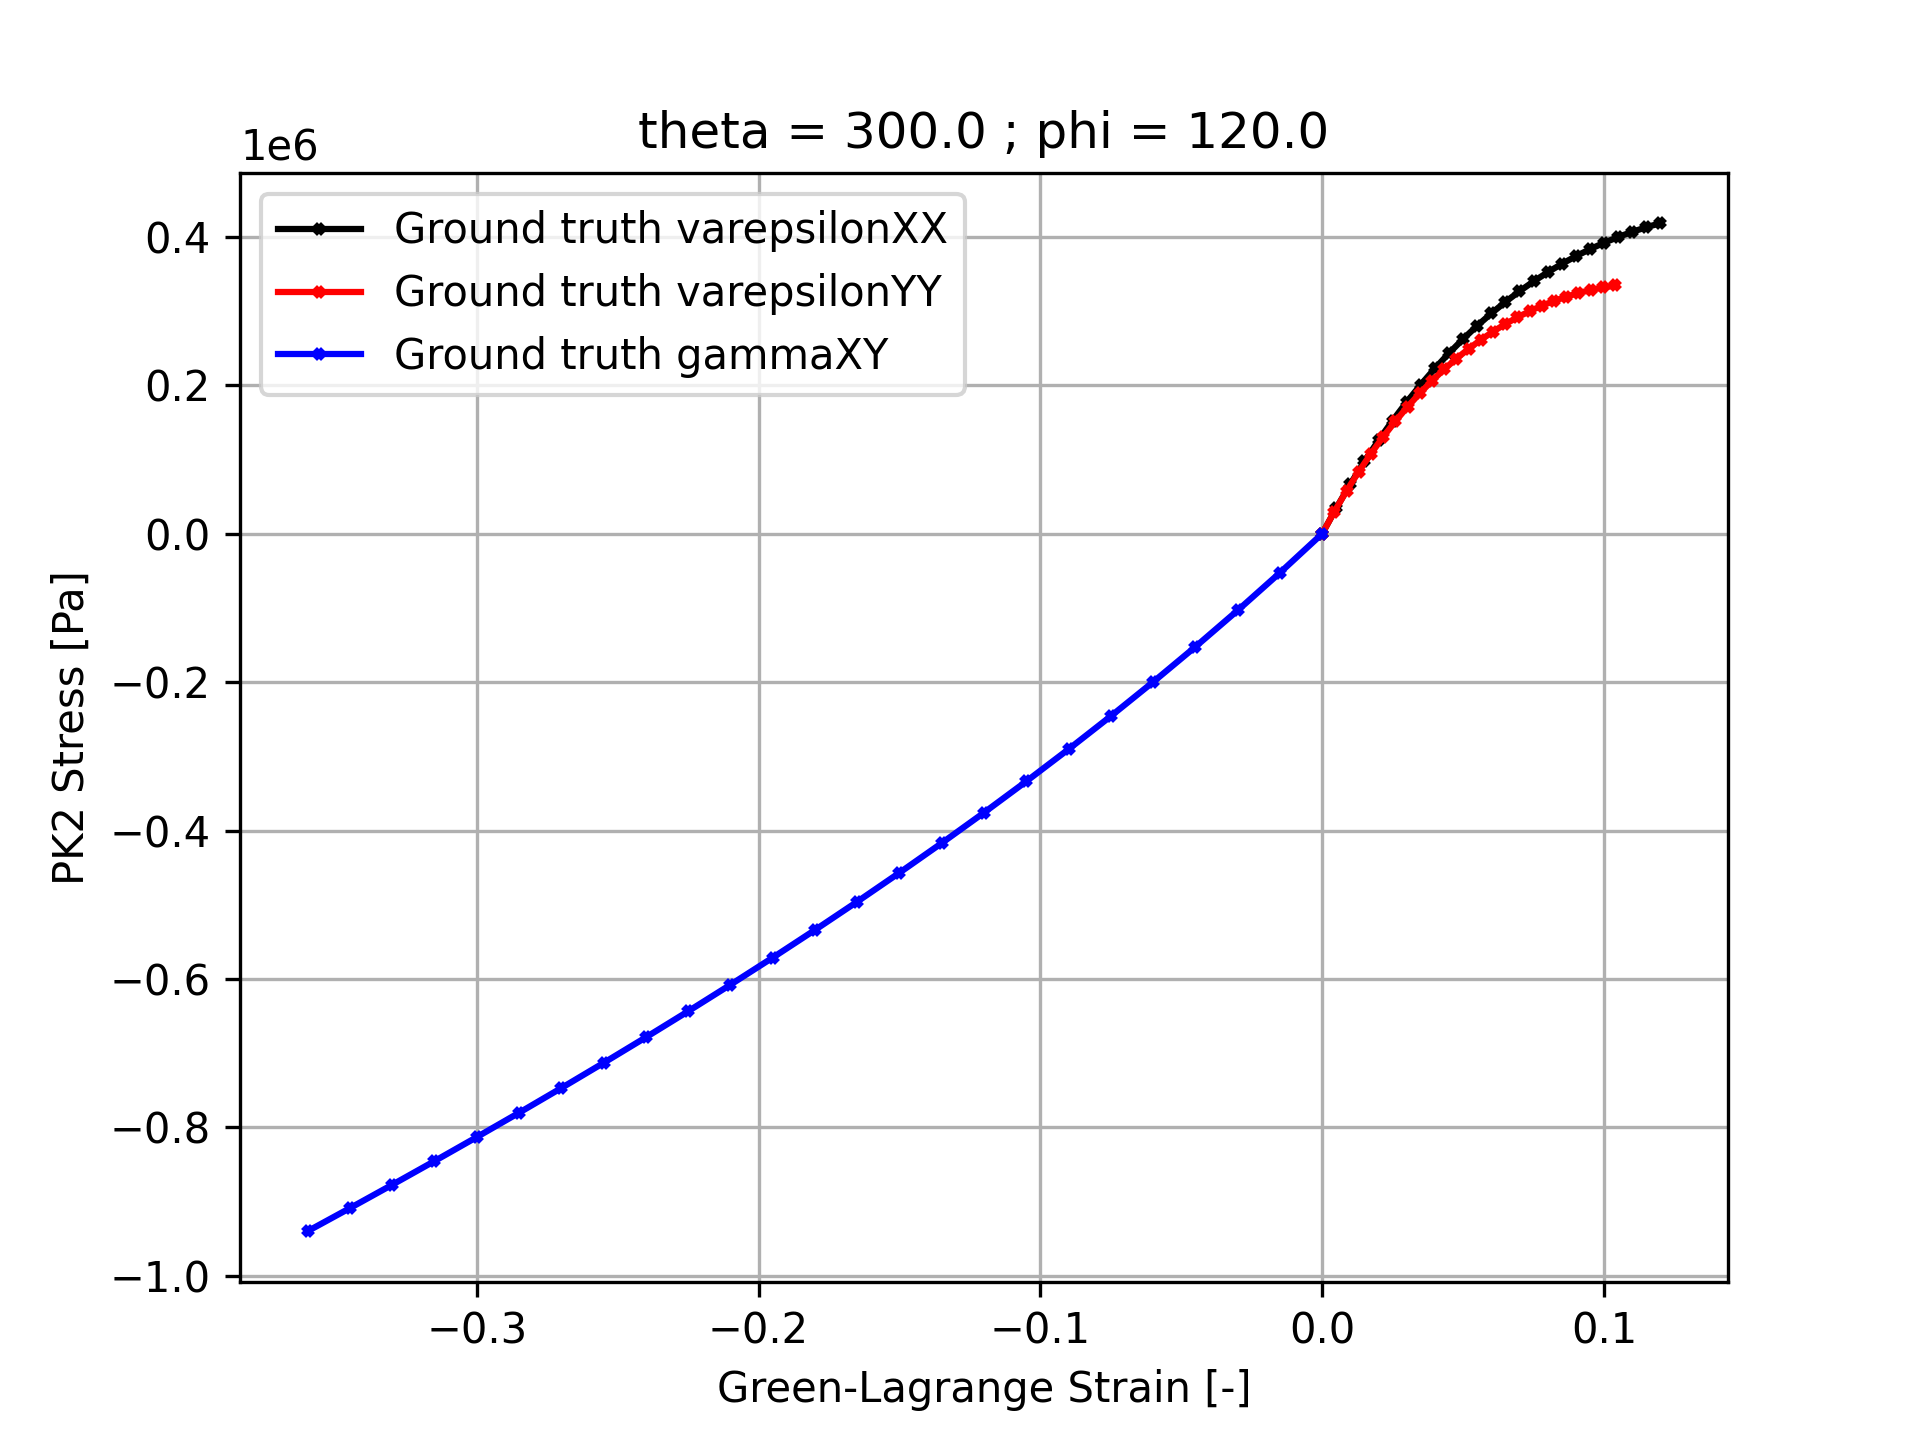 theta = 300.0 ; phi = 120.0
1e6
Ground truth varepsilonXX
Ground truth varepsilonYY
Ground truth gammaXY
0.4
0.2
0.0
−0.2
−0.4
−0.6
−0.8
−1.0
PK2 Stress [Pa]
−0.3 −0.2 −0.1 0.0 0.1
Green-Lagrange Strain [-]